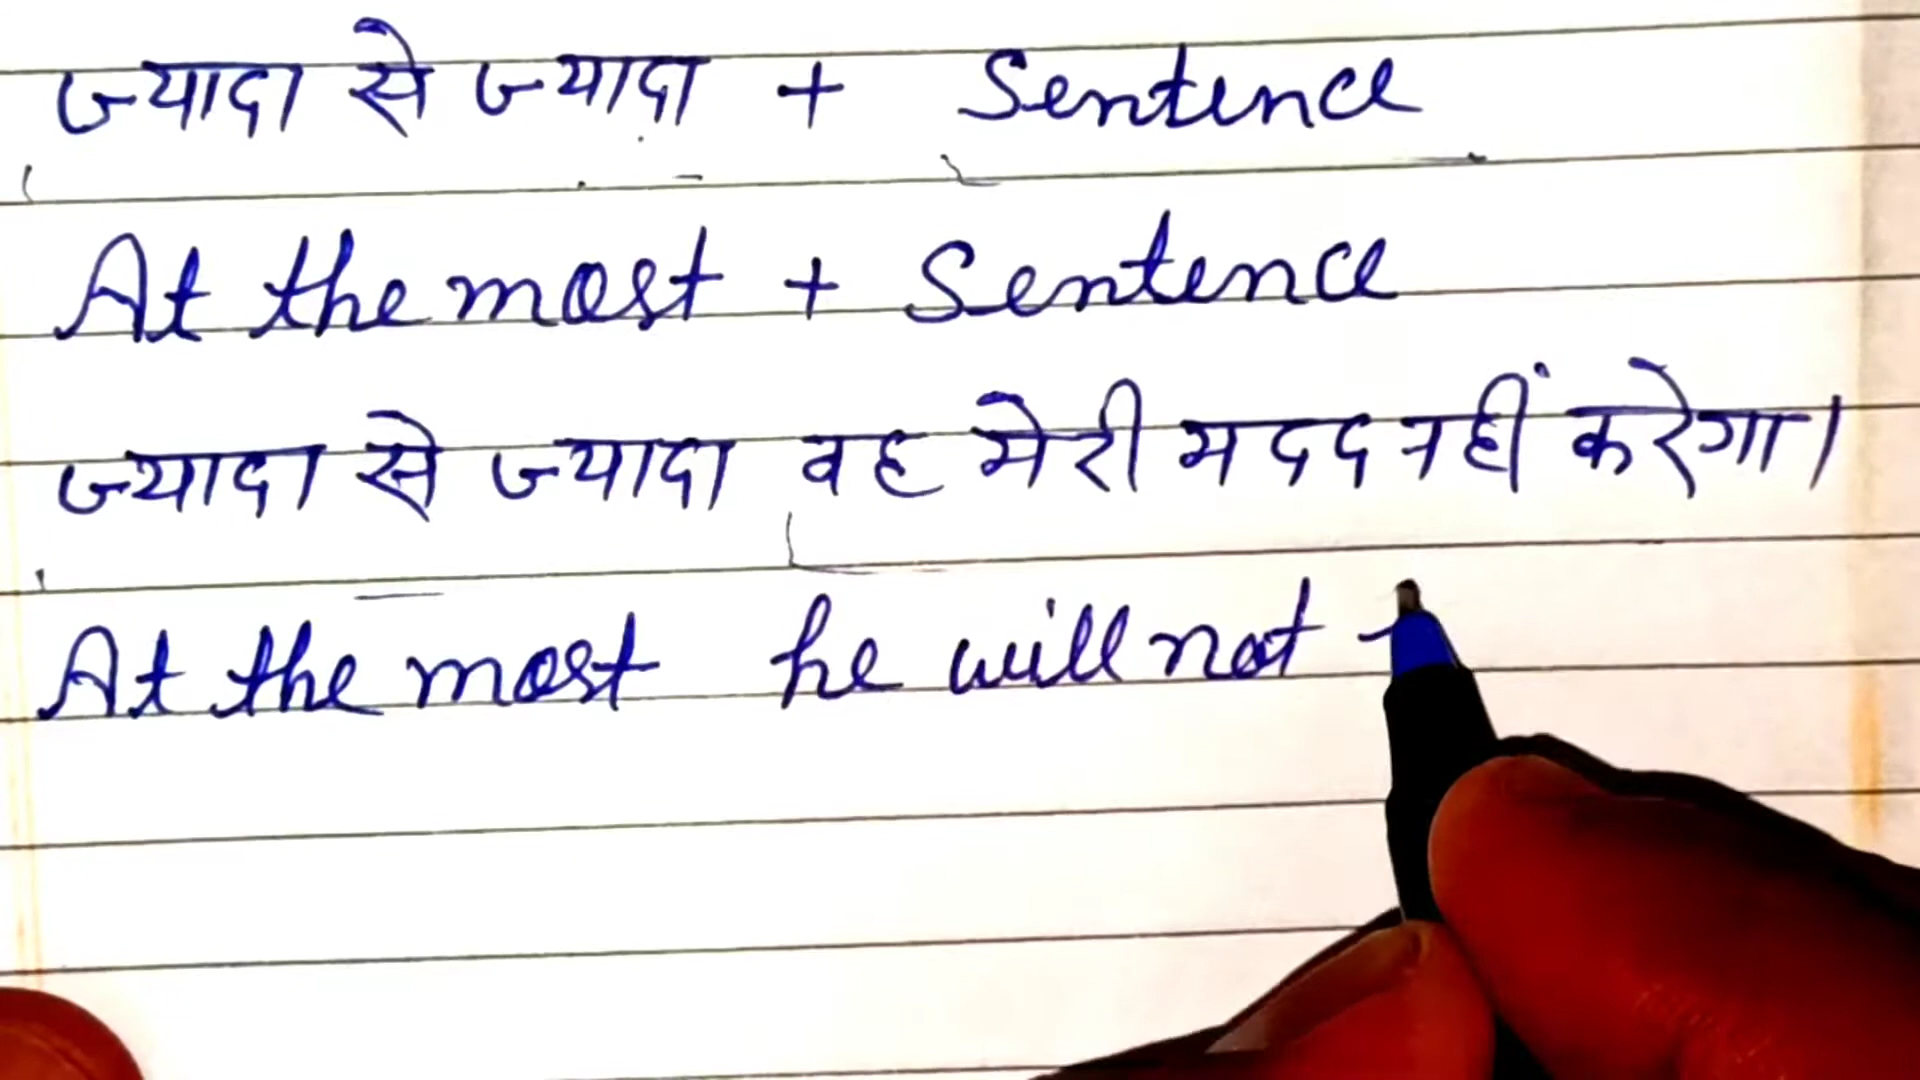 ज्यादा से ज्यादा + Sentence
At the most + Sentence
ज्यादा से ज्यादा वह मेरी मदद नहीं करेगा।
At the most he will not